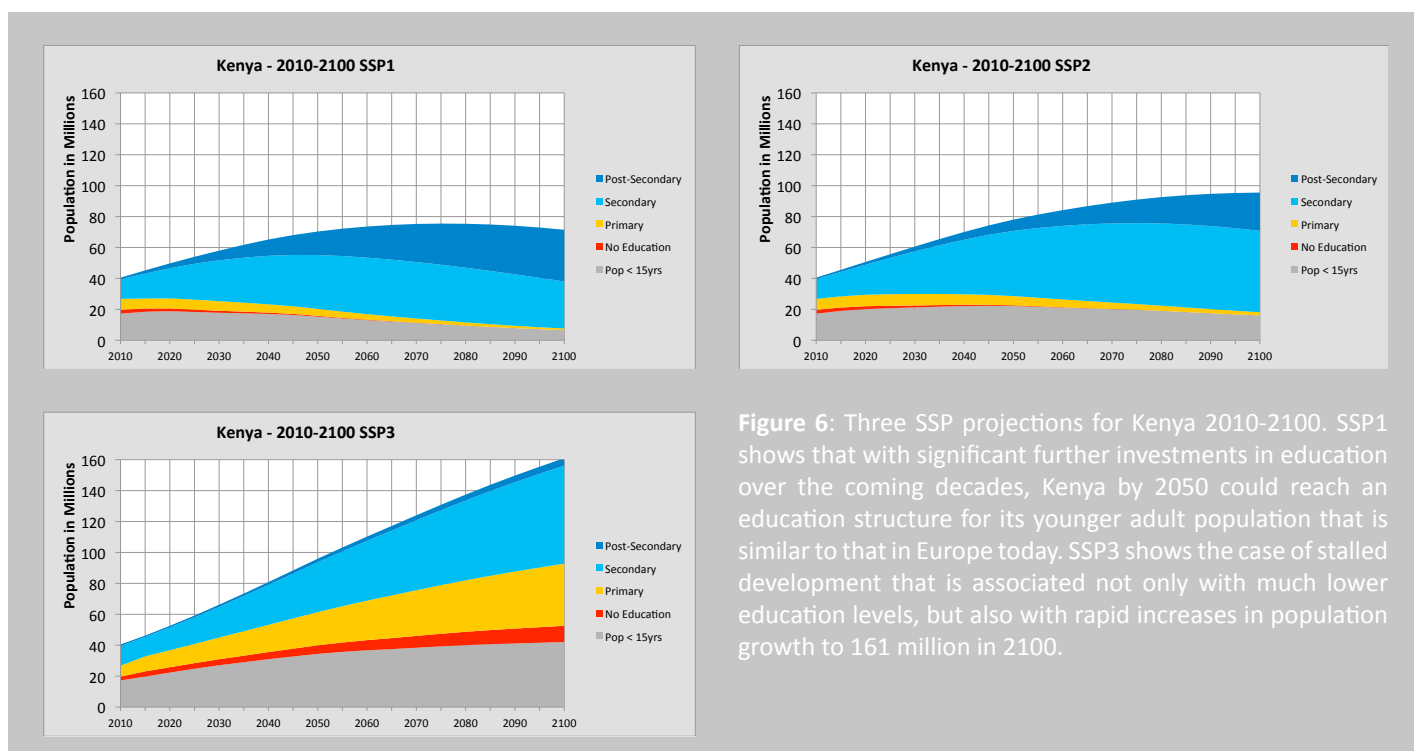 Kenya - 2010-2100 SSP1
Population in Millions
160
140
120
100
80
60
40
20
0
2010 2020 2030 2040 2050 2060 2070 2080 2090 2100
Post-Secondary
Secondary
Primary
No Education
Pop < 15yrs
Kenya - 2010-2100 SSP2
Population in Millions
160
140
120
100
80
60
40
20
0
2010 2020 2030 2040 2050 2060 2070 2080 2090 2100
Post-Secondary
Secondary
Primary
No Education
Pop < 15yrs
Kenya - 2010-2100 SSP3
Population in Millions
160
140
120
100
80
60
40
20
0
2010 2020 2030 2040 2050 2060 2070 2080 2090 2100
Post-Secondary
Secondary
Primary
No Education
Pop < 15yrs
Figure 6: Three SSP projections for Kenya 2010-2100. SSP1
shows that with significant further investments in education
over the coming decades, Kenya by 2050 could reach an
education structure for its younger adult population that is
similar to that in Europe today. SSP3 shows the case of stalled
development that is associated not only with much lower
education levels, but also with rapid increases in population
growth to 161 million in 2100.